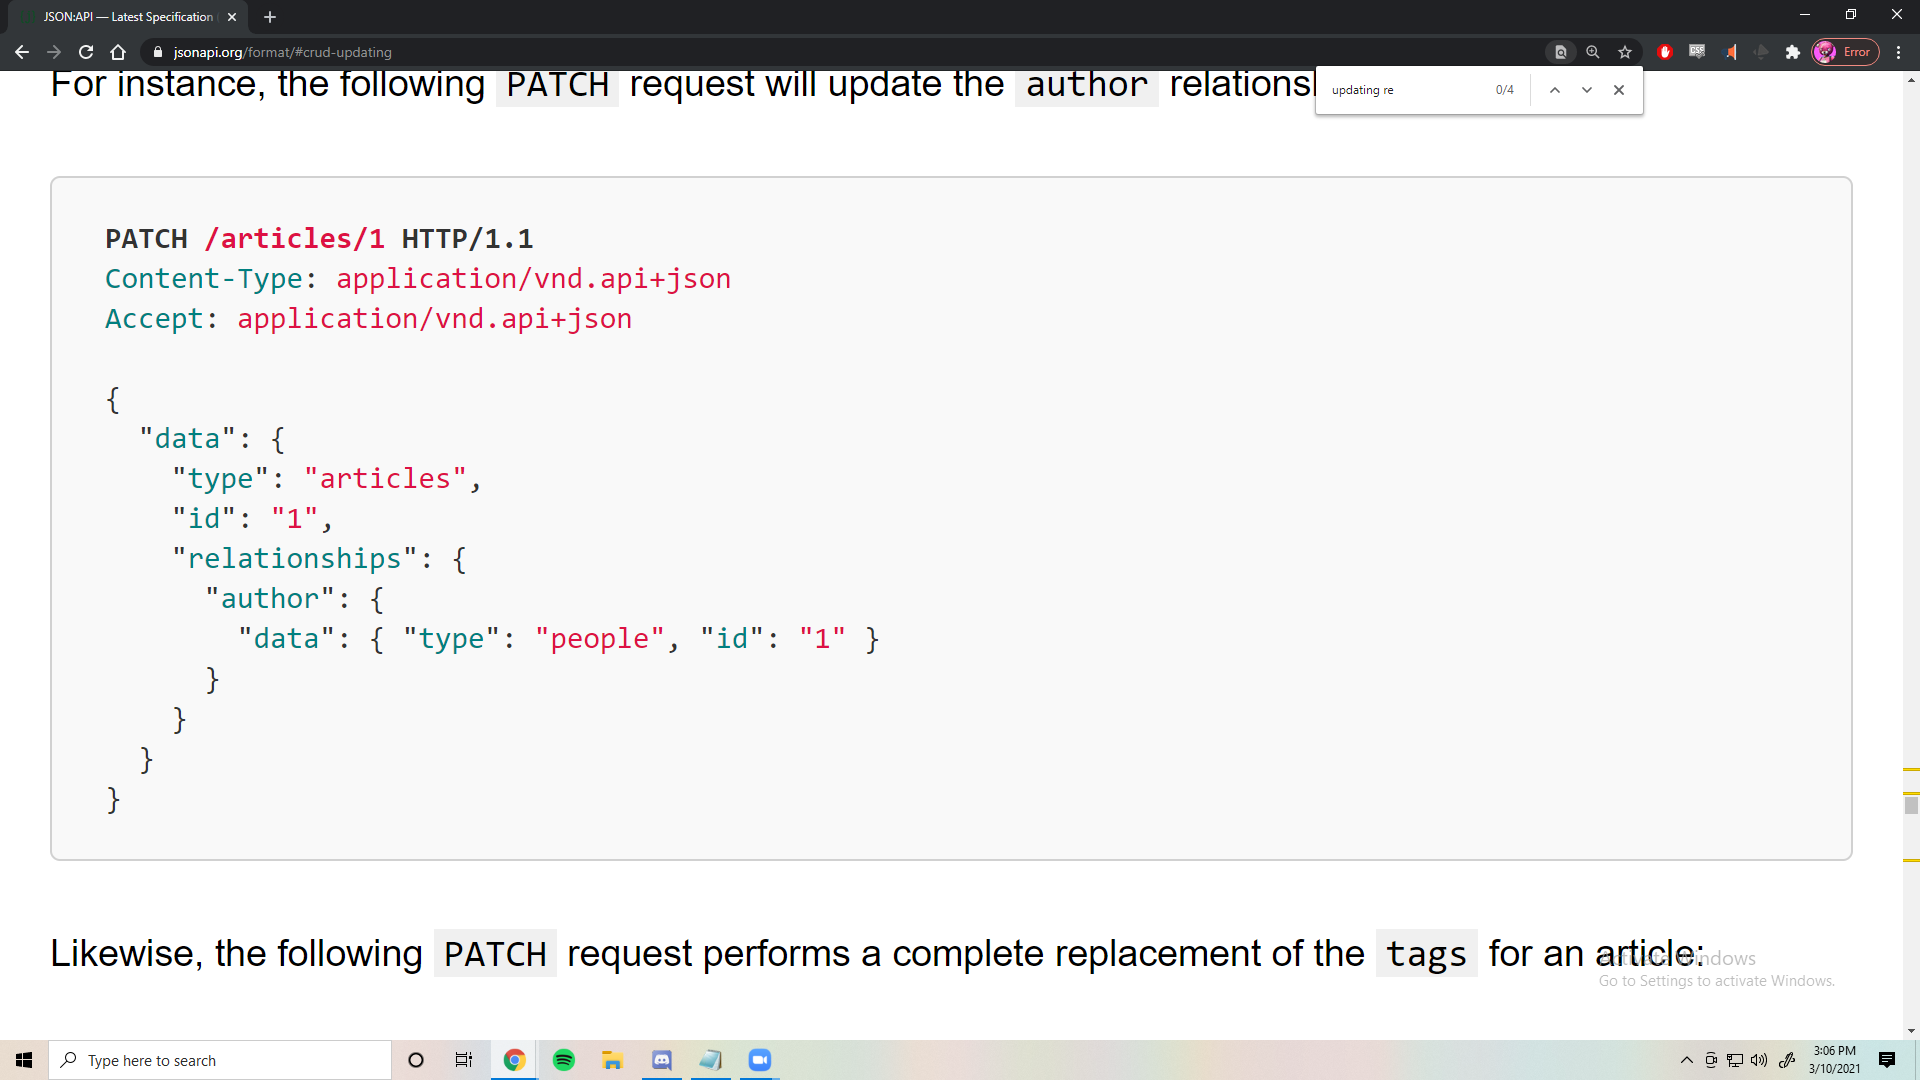 JSON:API — Latest Specification
jsonapi.org/format/#crud-updating
Error
updating re
0/4
For instance, the following PATCH request will update the author relations
PATCH /articles/1 HTTP/1.1
Content-Type: application/vnd.api+json
Accept: application/vnd.api+json
{
"data": {
"type": "articles",
"id": "1",
"relationships": {
"author": {
"data": { "type": "people", "id": "1" }
}
}
}
}
Likewise, the following PATCH request performs a complete replacement of the tags for an article:
Activate Windows
Go to Settings to activate Windows.
Type here to search
3:06 PM
3/10/2021